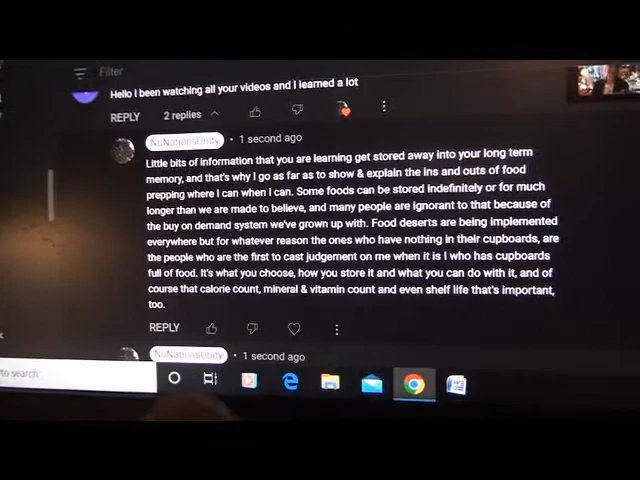 Filter
Hello I been watching all your videos and I learned a lot
REPLY 2 replies
NuNationsUnity • 1 second ago
Little bits of information that you are learning get stored away into your long term
memory, and that's why I go as far as to show & explain the ins and outs of food
prepping where I can when I can. Some foods can be stored indefinitely or for much
longer than we are made to believe, and many people are ignorant to that because of
the buy on demand system we've grown up with. Food deserts are being implemented
everywhere but for whatever reason the ones who have nothing in their cupboards, are
the people who are the first to cast judgement on me when it is I who has cupboards
full of food. It's what you choose, how you store it and what you can do with it, and of
course that calorie count, mineral & vitamin count and even shelf life that's important,
too.
REPLY
NuNationsUnity • 1 second ago
to search